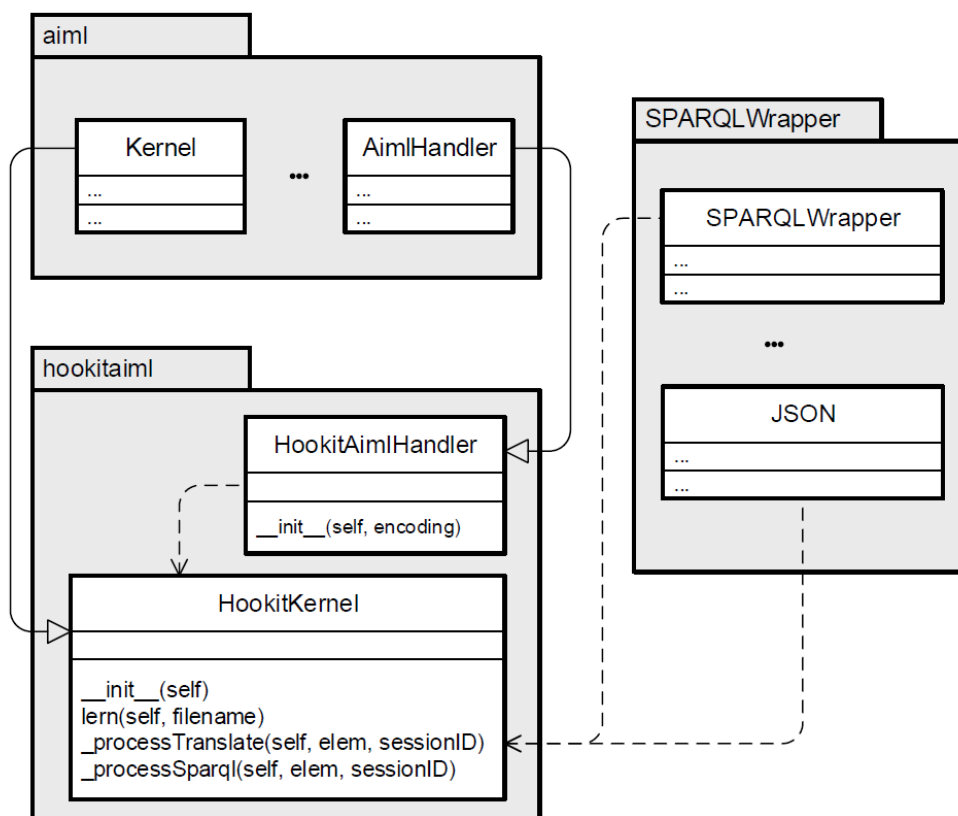 aiml
Kernel
...
...
...
AimlHandler
...
...
SPARQLWrapper
SPARQLWrapper
...
...
...
JSON
...
...
hookitaiml
HookitAimlHandler
__init__(self, encoding)
HookitKernel
__init__(self)
lern(self, filename)
_processTranslate(self, elem, sessionID)
_processSparql(self, elem, sessionID)